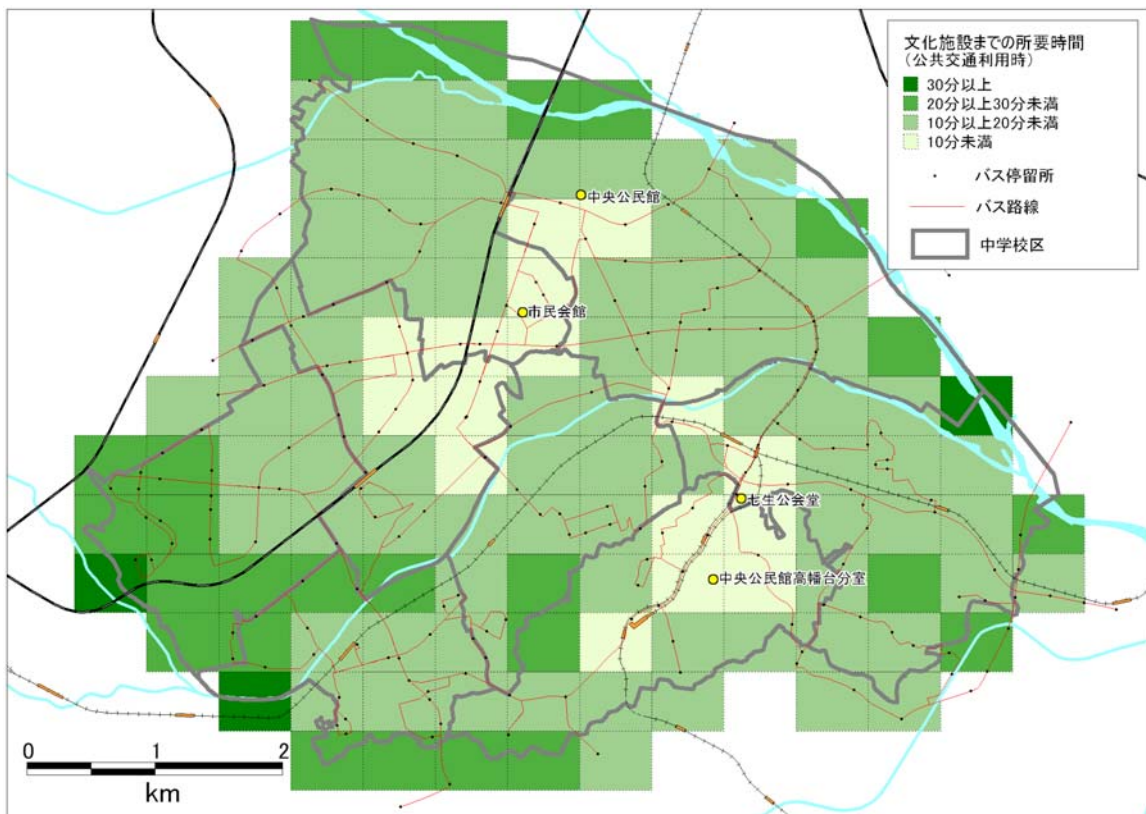 文化施設までの所要時間
(公共交通利用時)
30分以上
20分以上30分未満
10分以上20分未満
10分未満
バス停留所
バス路線
中学校区
中央公民館
市民会館
七生公会堂
中央公民館高幡台分室
0 1 2
km